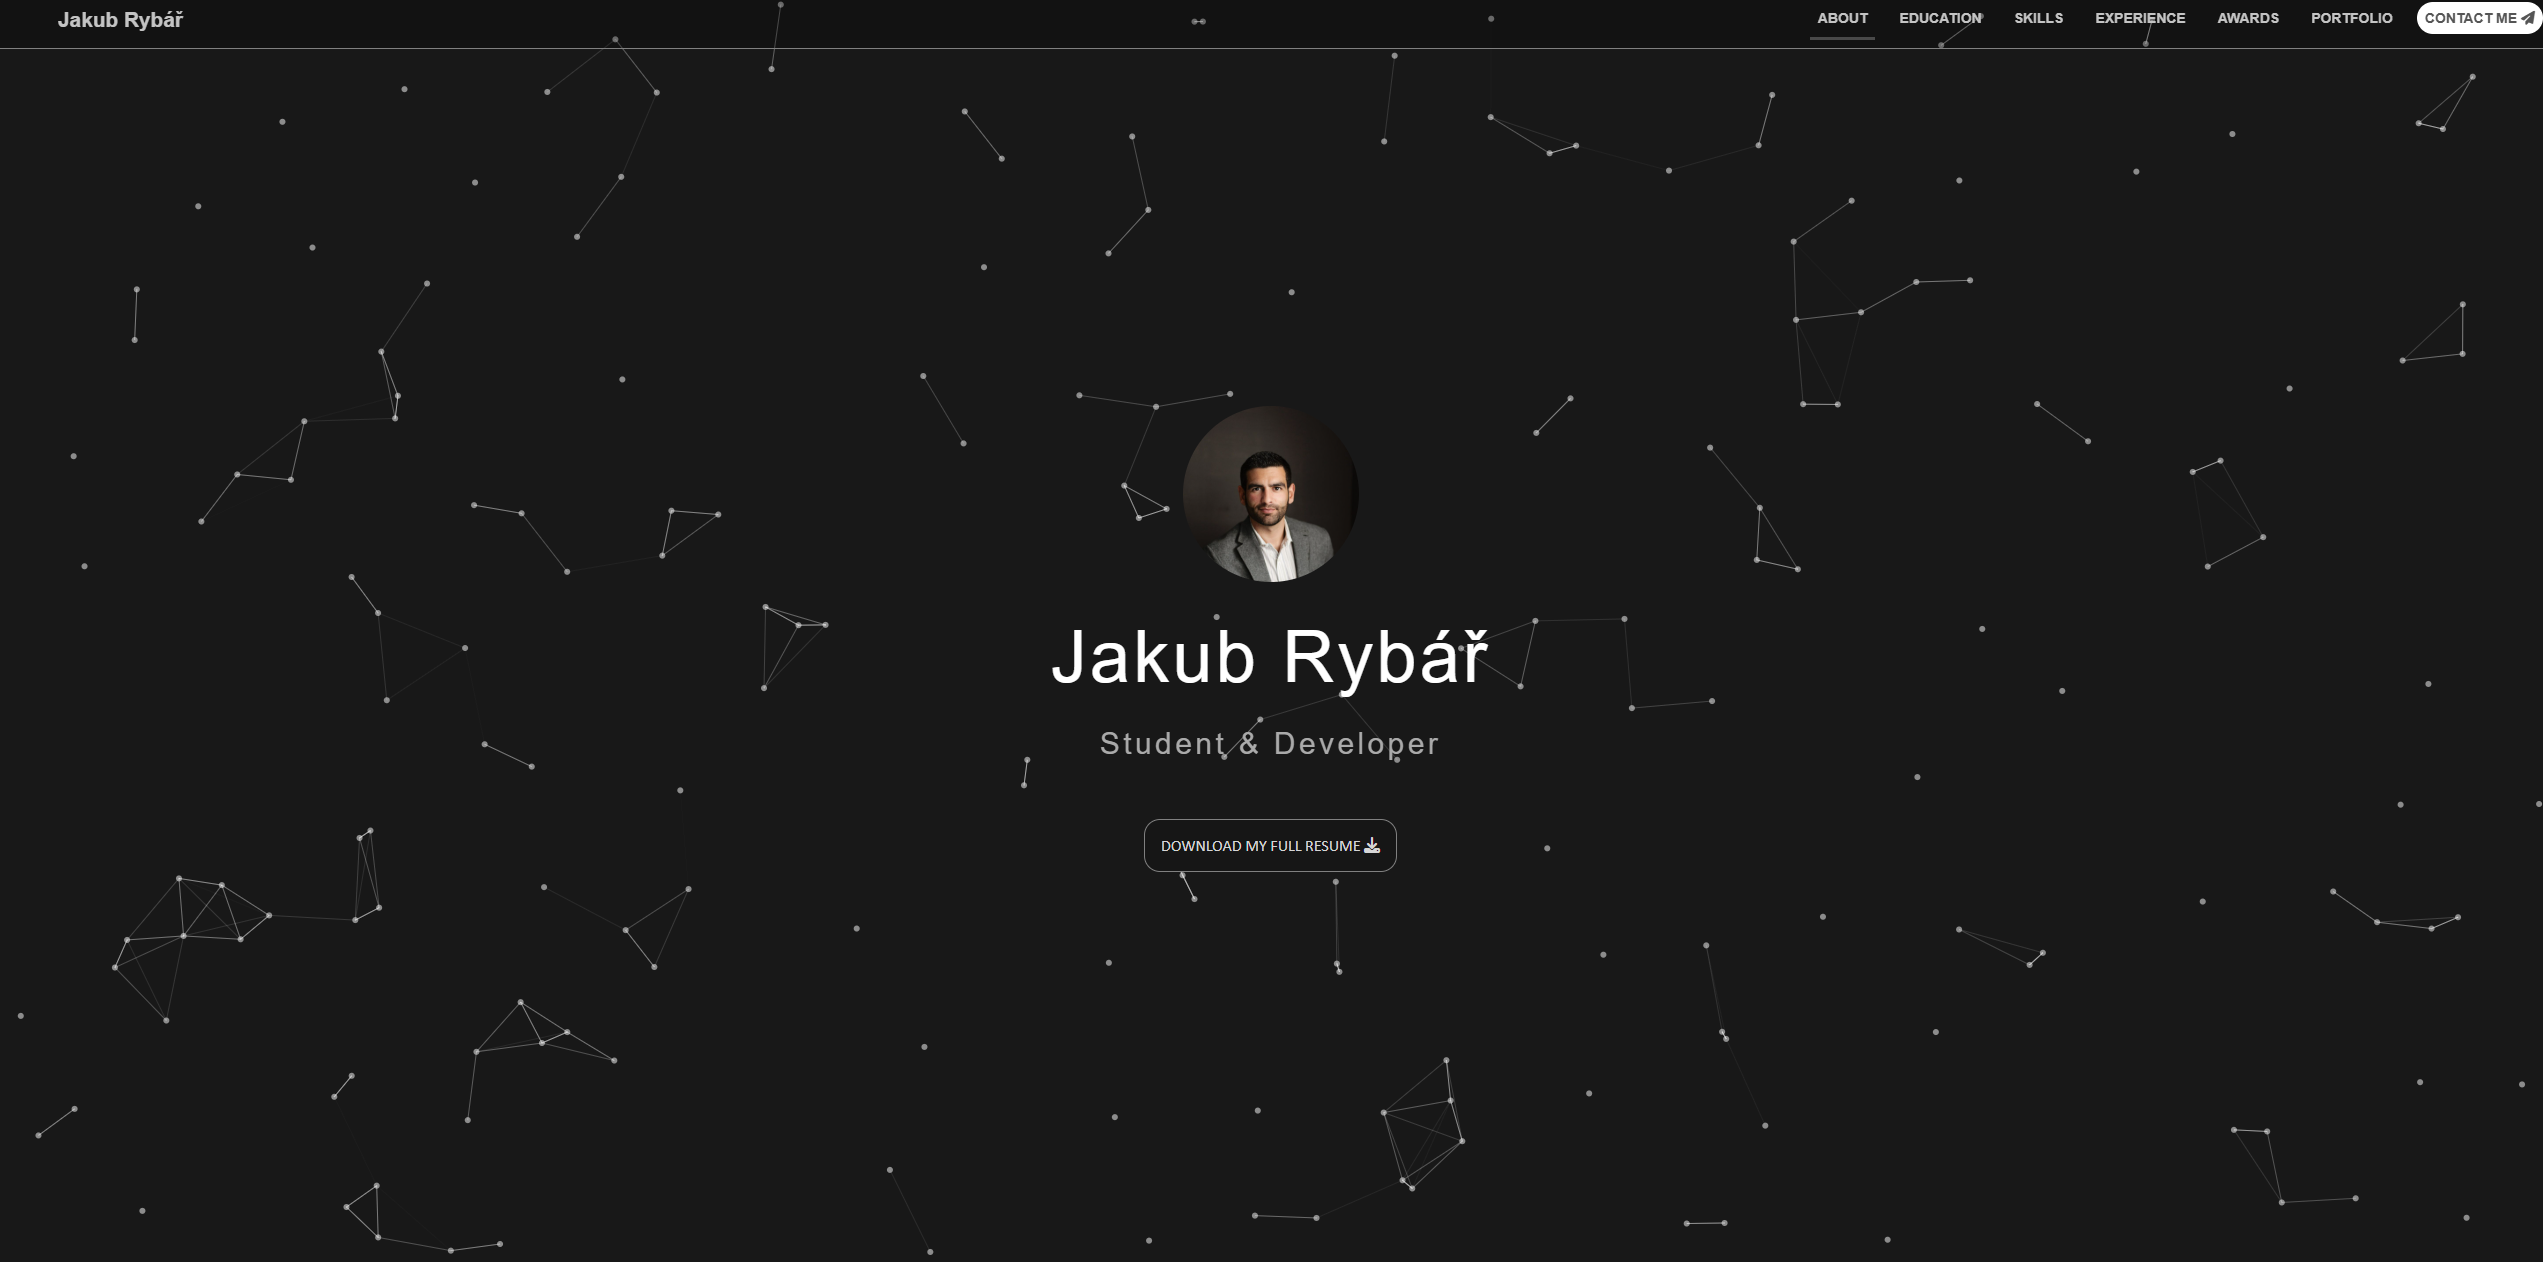 Jakub Rybář
ABOUT EDUCATION SKILLS EXPERIENCE AWARDS PORTFOLIO CONTACT ME
Jakub Rybář
Student & Developer
DOWNLOAD MY FULL RESUME